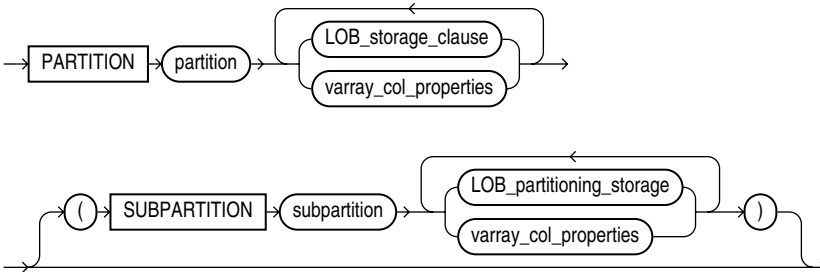 LOB_storage_clause
PARTITION partition
varray_col_properties
LOB_partitioning_storage
( SUBPARTITION subpartition )
varray_col_properties